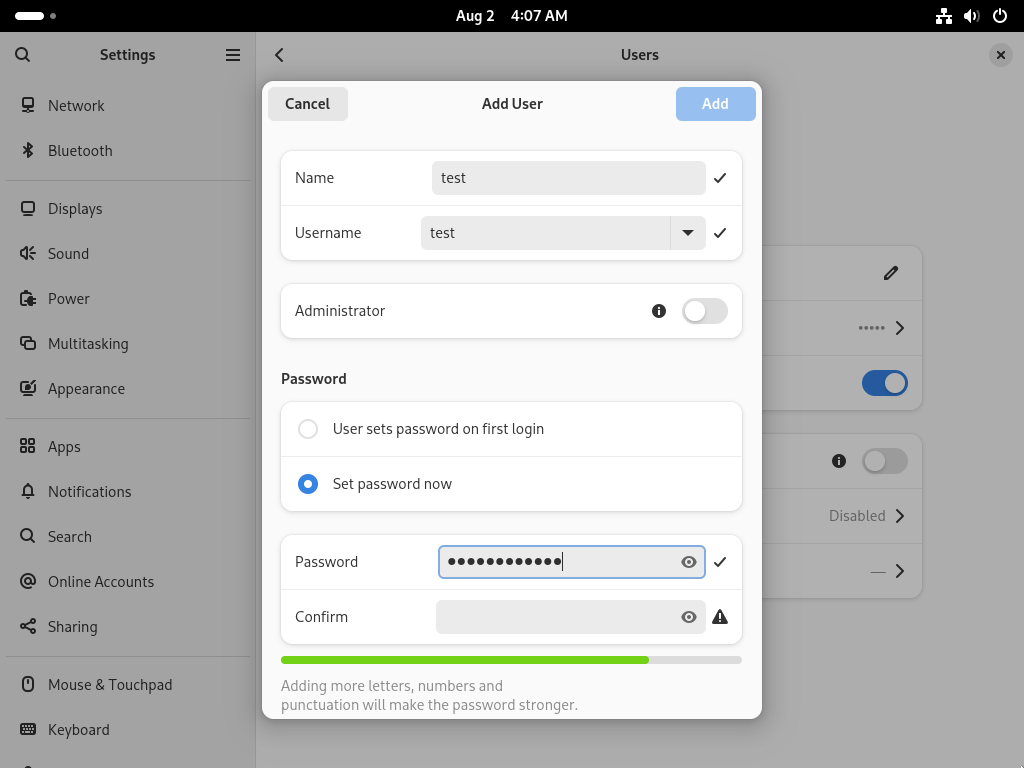 Aug 2 4:07 AM
Settings
Users
Network
Bluetooth
Displays
Sound
Power
Multitasking
Appearance
Apps
Notifications
Search
Online Accounts
Sharing
Mouse & Touchpad
Keyboard
Cancel
Add User
Add
Name
test
Username
test
Administrator
Password
User sets password on first login
Set password now
Password
Confirm
Adding more letters, numbers and
punctuation will make the password stronger.
Disabled
—